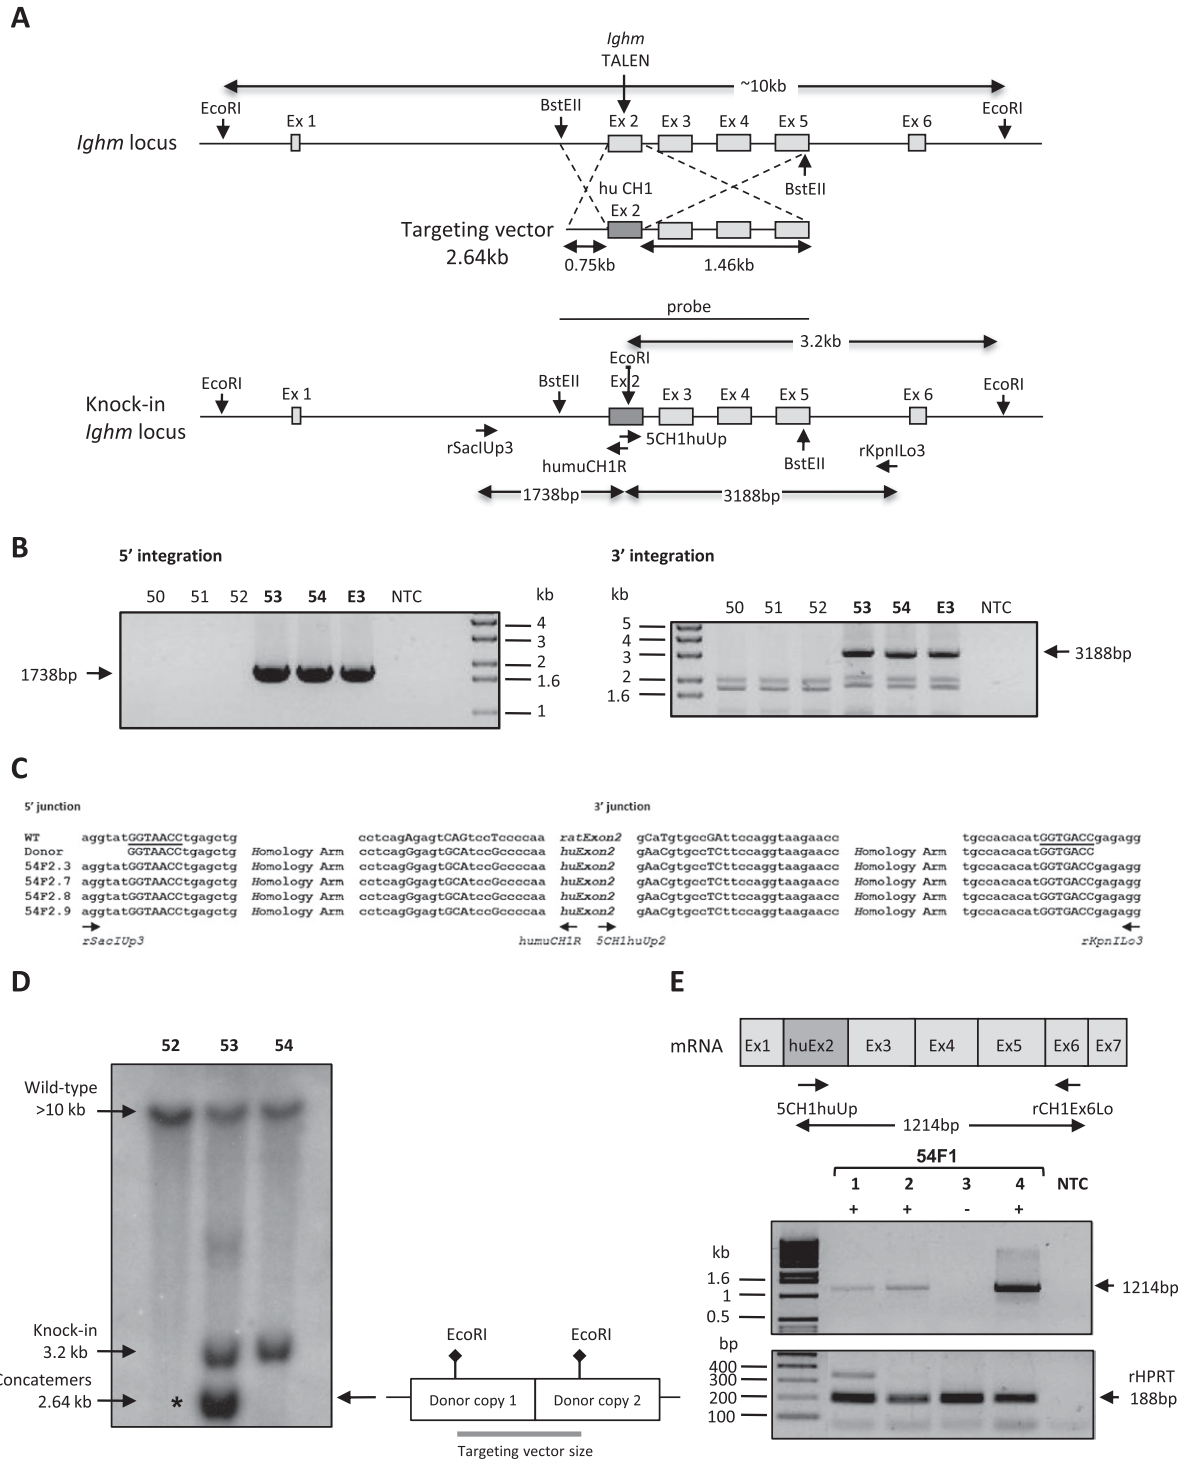 A
Ighm
TALEN
~10kb
EcoRI
BstEII
EcoRI
Ex 1
Ex 2
Ex 3
Ex 4
Ex 5
Ex 6
Ighm locus
hu CH1
BstEII
Ex 2
Targeting vector
2.64kb
0.75kb
1.46kb
probe
3.2kb
EcoRI
EcoRI
BstEII
Ex 2
EcoRI
Ex 1
Ex 3
Ex 4
Ex 5
Ex 6
Knock-in
Ighm locus
rSacIUp3
5CH1huUp
humuCH1R
BstEII
rKpnILo3
1738bp
3188bp
B
5’ integration
50 51 52 53 54 E3 NTC
kb
4
3
2
1.6
1
1738bp
3’ integration
kb
50 51 52 53 54 E3 NTC
5
4
3
2
1.6
3188bp
C
5’ junction
3’ junction
WT aggtatGGTAACCtgagctg cctcagAgagtCAGtccTccccaa ratExon2 gCaTgtgccGAttccaggtaagaacc tgccacacatGGTGACCgagagg
Donor GGTAACCtgagctg Homology Arm cctcagGgagtGCAtccGccccaa huExon2 gAaCgtgccTCttccaggtaagaacc Homology Arm tgccacacatGGTGACC
54F2.3 aggtatGGTAACCtgagctg Homology Arm cctcagGgagtGCAtccGccccaa huExon2 gAaCgtgccTCttccaggtaagaacc Homology Arm tgccacacatGGTGACCgagagg
54F2.7 aggtatGGTAACCtgagctg Homology Arm cctcagGgagtGCAtccGccccaa huExon2 gAaCgtgccTCttccaggtaagaacc Homology Arm tgccacacatGGTGACCgagagg
54F2.8 aggtatGGTAACCtgagctg Homology Arm cctcagGgagtGCAtccGccccaa huExon2 gAaCgtgccTCttccaggtaagaacc Homology Arm tgccacacatGGTGACCgagagg
54F2.9 aggtatGGTAACCtgagctg Homology Arm cctcagGgagtGCAtccGccccaa huExon2 gAaCgtgccTCttccaggtaagaacc Homology Arm tgccacacatGGTGACCgagagg
rSacIUp3 humuCH1R 5CH1huUp2 rKpnILo3
D
52 53 54
Wild-type
>10 kb
Knock-in
3.2 kb
Concatemers
2.64 kb
*
EcoRI
EcoRI
Donor copy 1
Donor copy 2
Targeting vector size
E
mRNA
Ex1 huEx2 Ex3 Ex4 Ex5 Ex6 Ex7
5CH1huUp
rCH1Ex6Lo
1214bp
54F1
1 2 3 4 NTC
+ + - +
kb
1.6
1
0.5
1214bp
bp
400
300
200
100
rHPRT
188bp